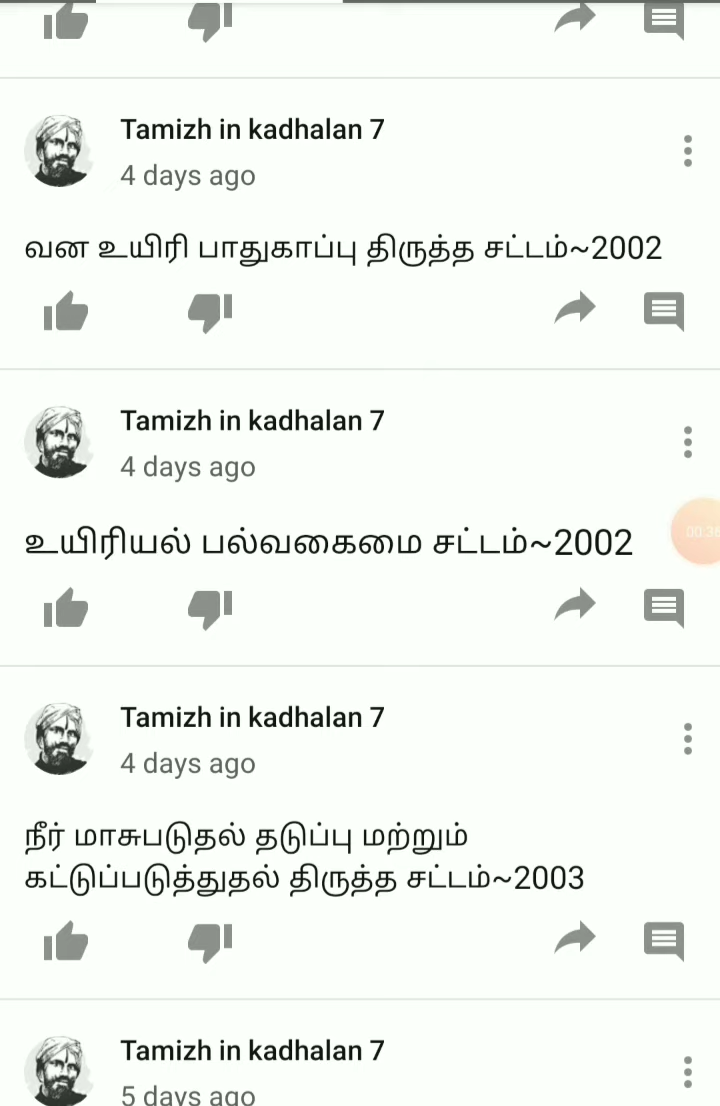 Tamizh in kadhalan 7
4 days ago
வன உயிரி பாதுகாப்பு திருத்த சட்டம்~2002
Tamizh in kadhalan 7
4 days ago
உயிரியல் பல்வகைமை சட்டம்~2002
Tamizh in kadhalan 7
4 days ago
நீர் மாசுபடுதல் தடுப்பு மற்றும்
கட்டுப்படுத்துதல் திருத்த சட்டம்~2003
Tamizh in kadhalan 7
5 days ago